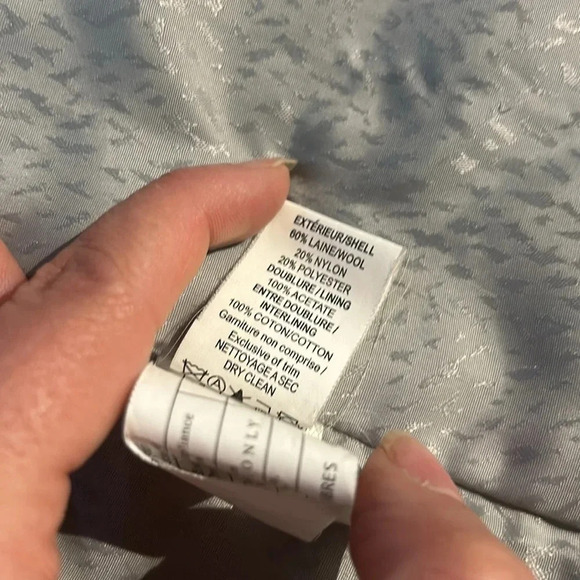 EXTÉRIEUR/SHELL
60% LAINE/WOOL
20% NYLON
20% POLYESTER
DOUBLURE/LINING
100% ACETATE
ENTRE DOUBLURE/
INTERLINING
100% COTON/COTTON
Garniture non comprise/
Exclusive of trim
NETTOYAGE A SEC
DRY CLEAN
ONLY